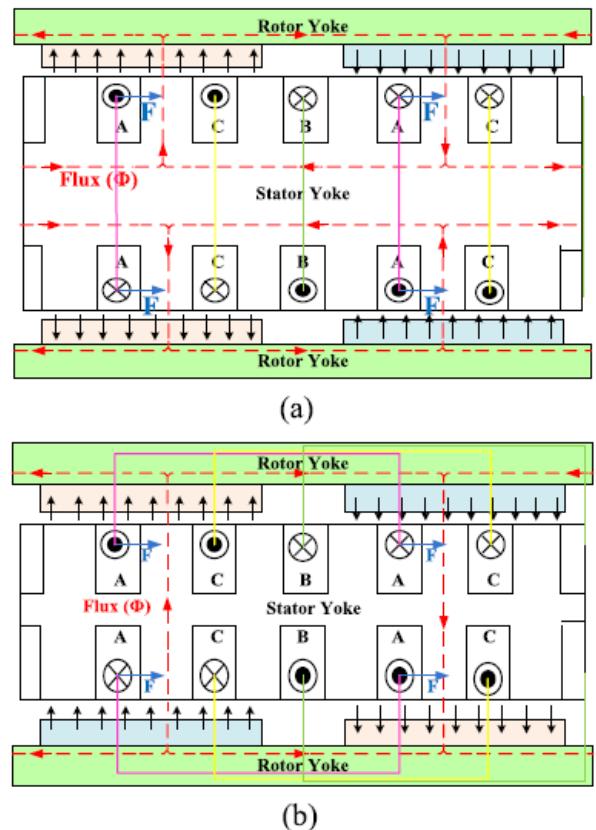 Rotor Yoke
A C B A C
F F
Flux (Φ)
Stator Yoke
A C B A C
F F
Rotor Yoke
(a)
Rotor Yoke
F F
A C B A C
Flux (Φ)
Stator Yoke
A C B A C
F F
Rotor Yoke
(b)